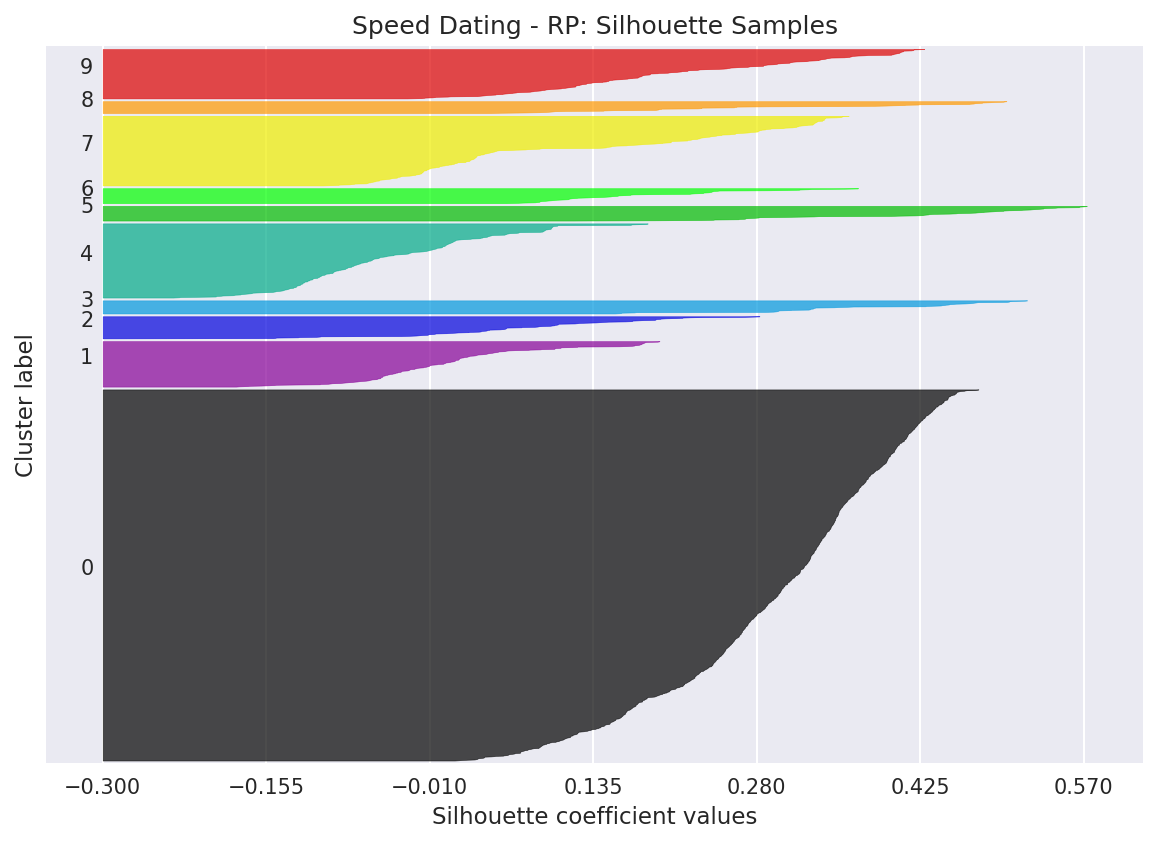 Speed Dating - RP: Silhouette Samples
9
8
7
6
5
4
3
2
1
0
Cluster label
−0.300 −0.155 −0.010 0.135 0.280 0.425 0.570
Silhouette coefficient values